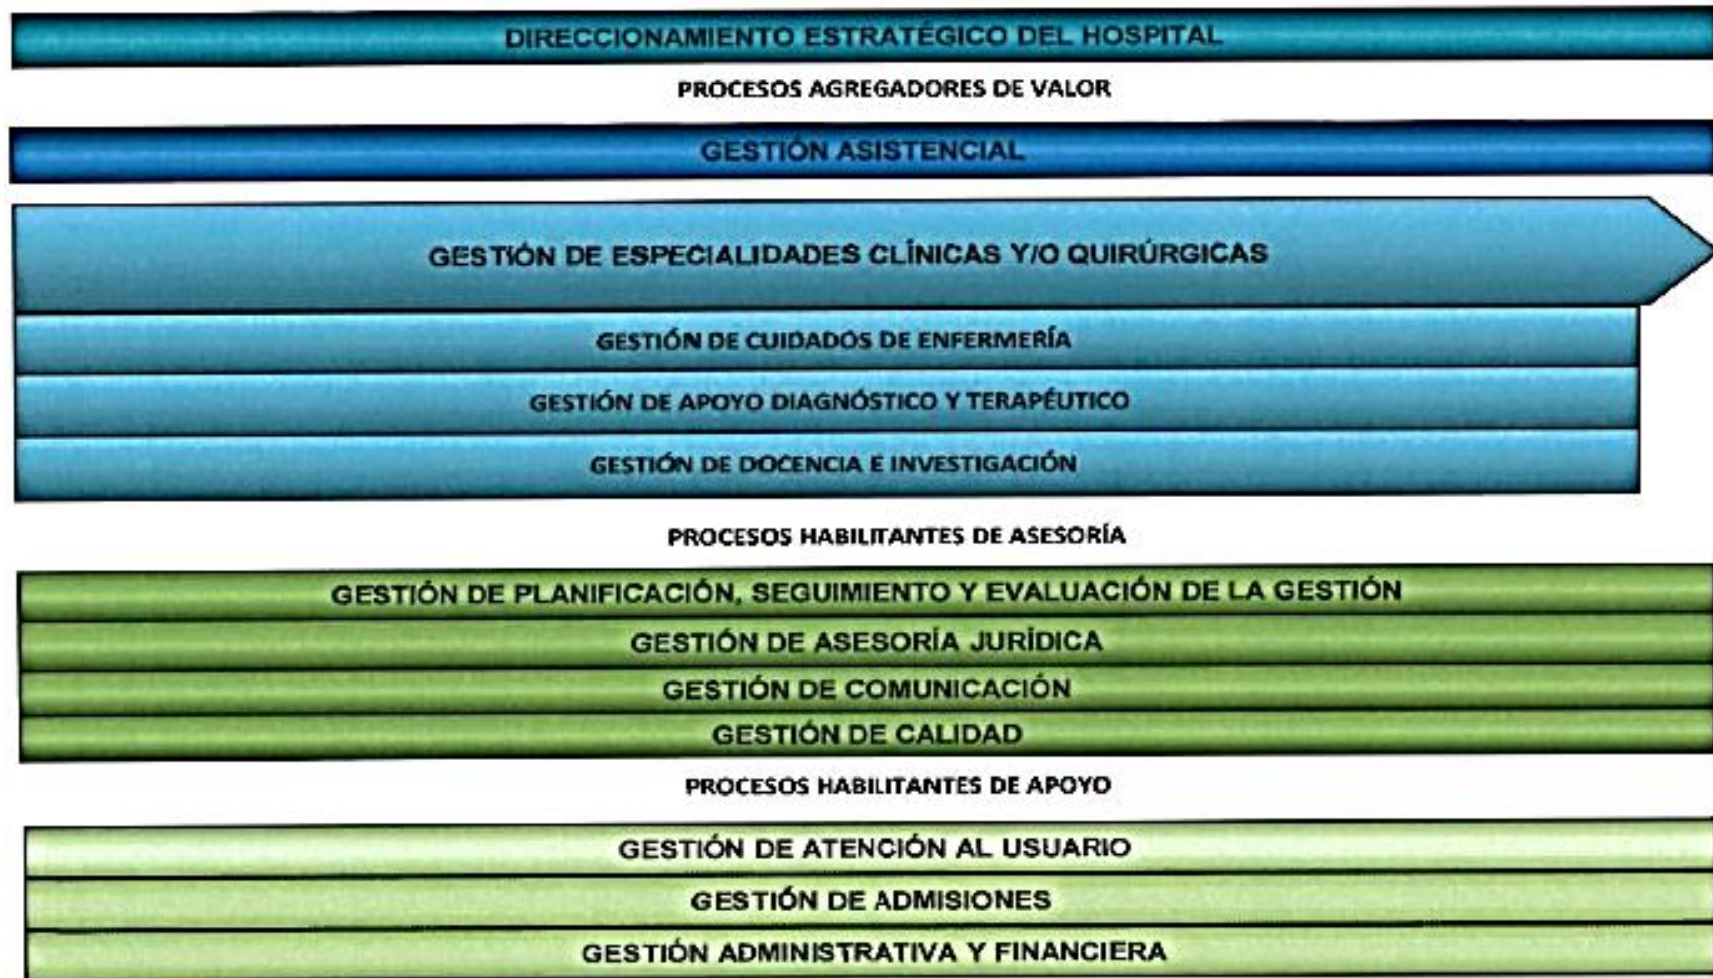 DIRECCIONAMIENTO ESTRATÉGICO DEL HOSPITAL
PROCESOS AGREGADORES DE VALOR
GESTIÓN ASISTENCIAL
GESTIÓN DE ESPECIALIDADES CLÍNICAS Y/O QUIRÚRGICAS
GESTIÓN DE CUIDADOS DE ENFERMERÍA
GESTIÓN DE APOYO DIAGNÓSTICO Y TERAPÉUTICO
GESTIÓN DE DOCENCIA E INVESTIGACIÓN
PROCESOS HABILITANTES DE ASESORÍA
GESTIÓN DE PLANIFICACIÓN, SEGUIMIENTO Y EVALUACIÓN DE LA GESTIÓN
GESTIÓN DE ASESORÍA JURÍDICA
GESTIÓN DE COMUNICACIÓN
GESTIÓN DE CALIDAD
PROCESOS HABILITANTES DE APOYO
GESTIÓN DE ATENCIÓN AL USUARIO
GESTIÓN DE ADMISIONES
GESTIÓN ADMINISTRATIVA Y FINANCIERA